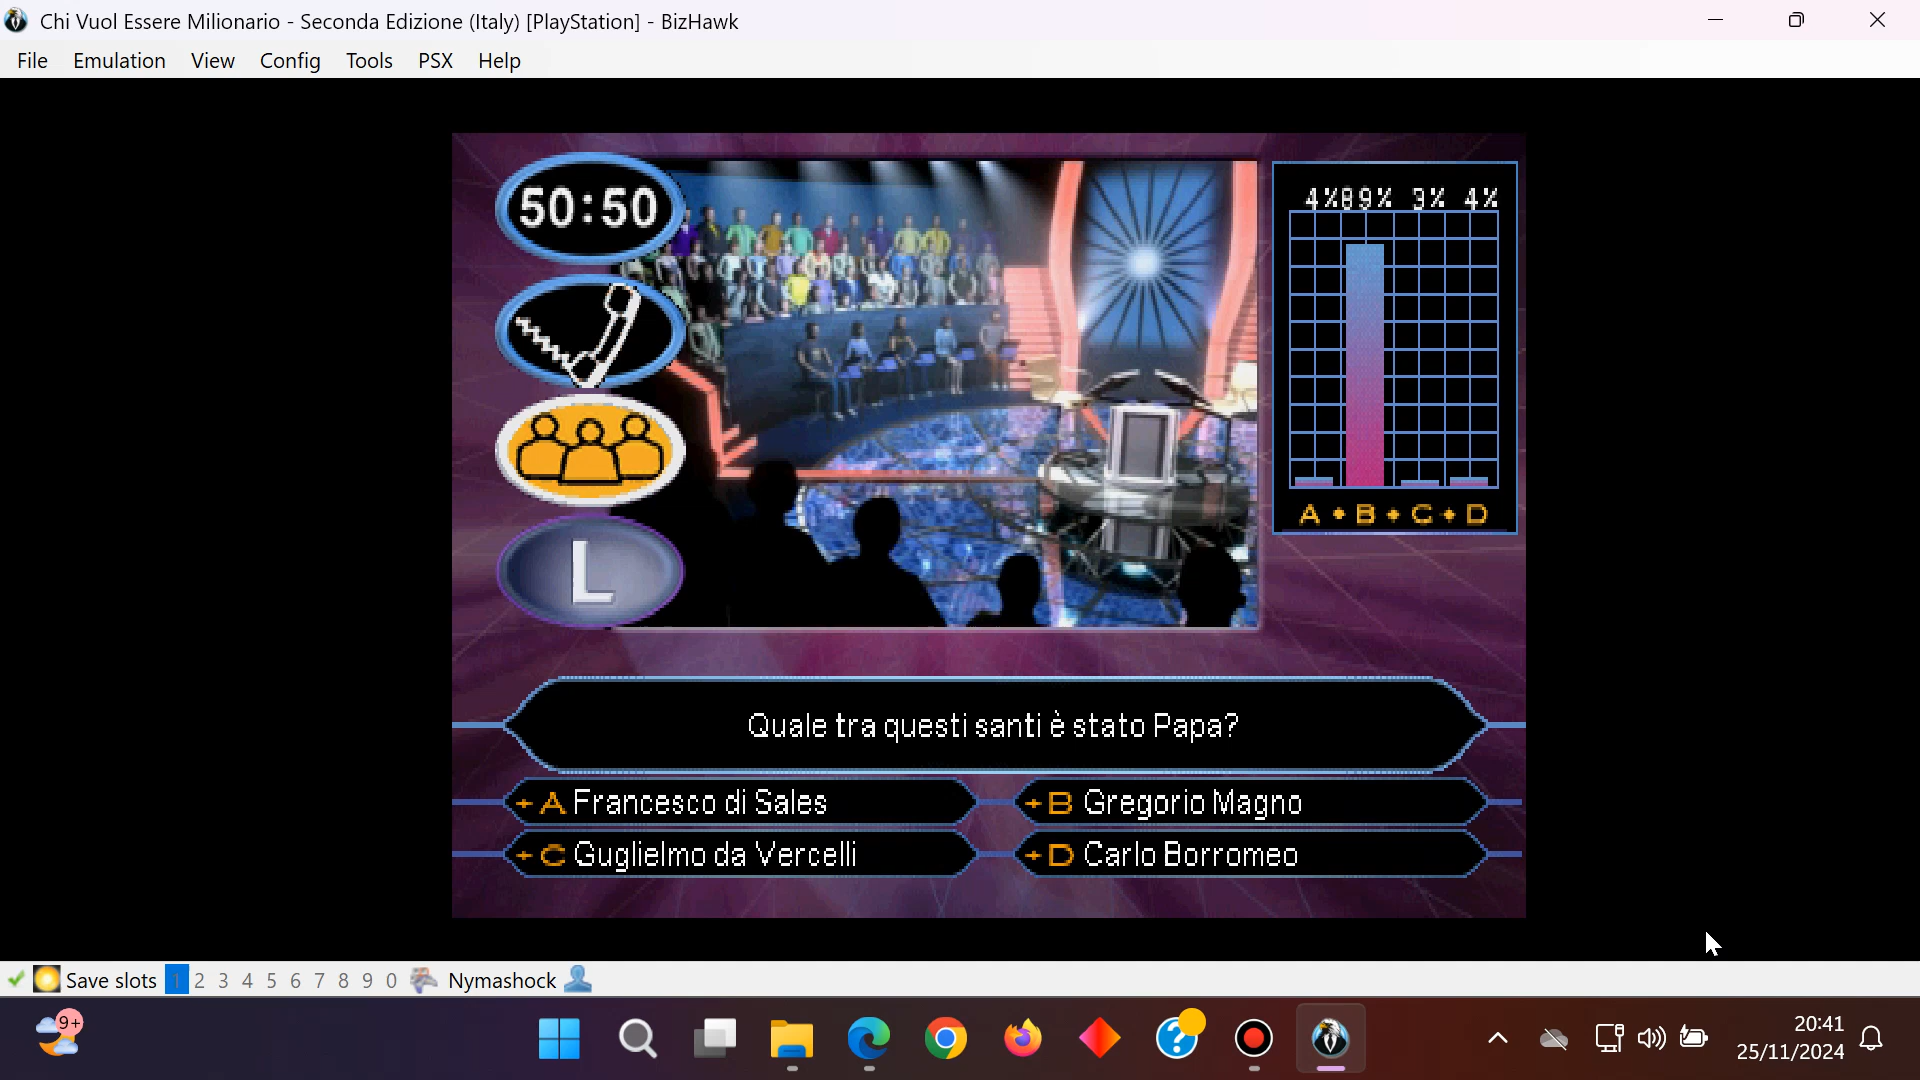 Chi Vuol Essere Milionario - Seconda Edizione (Italy) [PlayStation] - BizHawk
File Emulation View Config Tools PSX Help
50:50
4%89% 3% 4%
A B C D
L
Quale tra questi santi è stato Papa?
A Francesco di Sales
B Gregorio Magno
C Guglielmo da Vercelli
D Carlo Borromeo
Save slots 1 2 3 4 5 6 7 8 9 0 Nymashock
9+
20:41
25/11/2024